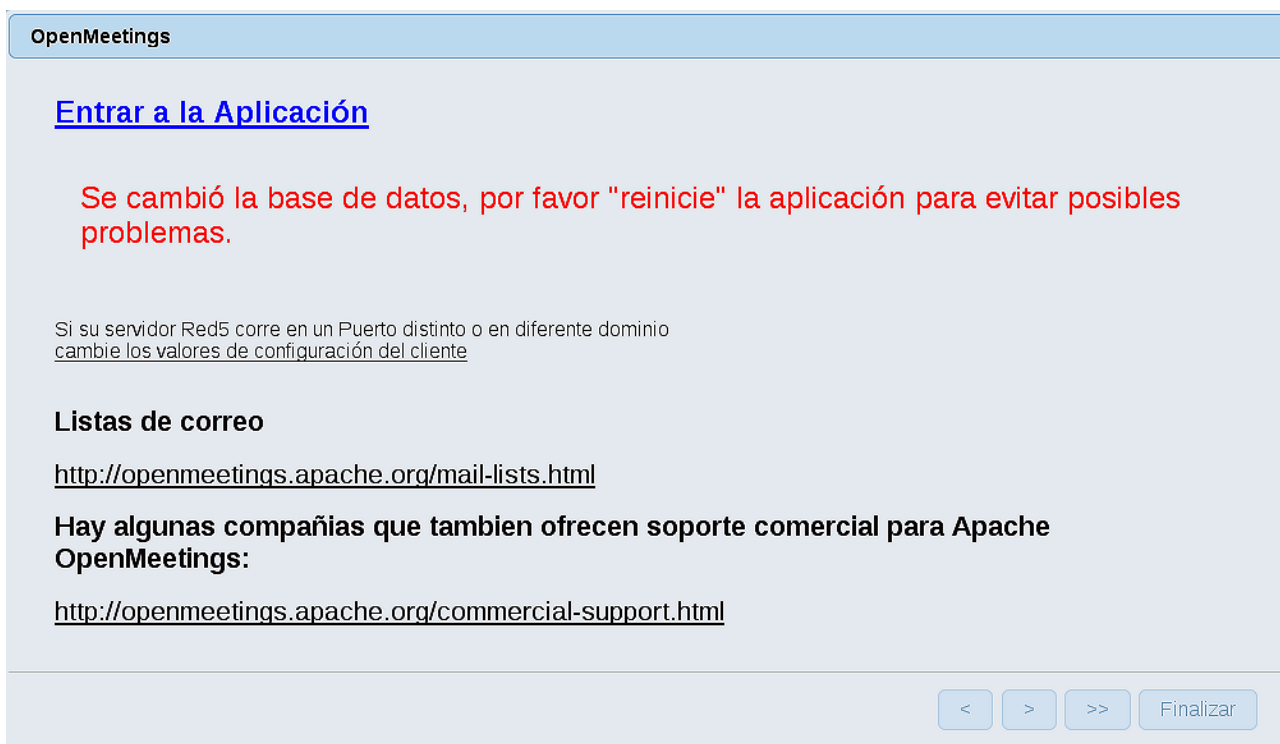 OpenMeetings
Entrar a la Aplicación
Se cambió la base de datos, por favor "reinicie" la aplicación para evitar posibles
problemas.
Si su servidor Red5 corre en un Puerto distinto o en diferente dominio
cambie los valores de configuración del cliente
Listas de correo
http://openmeetings.apache.org/mail-lists.html
Hay algunas compañias que tambien ofrecen soporte comercial para Apache
OpenMeetings:
http://openmeetings.apache.org/commercial-support.html
< > >> Finalizar